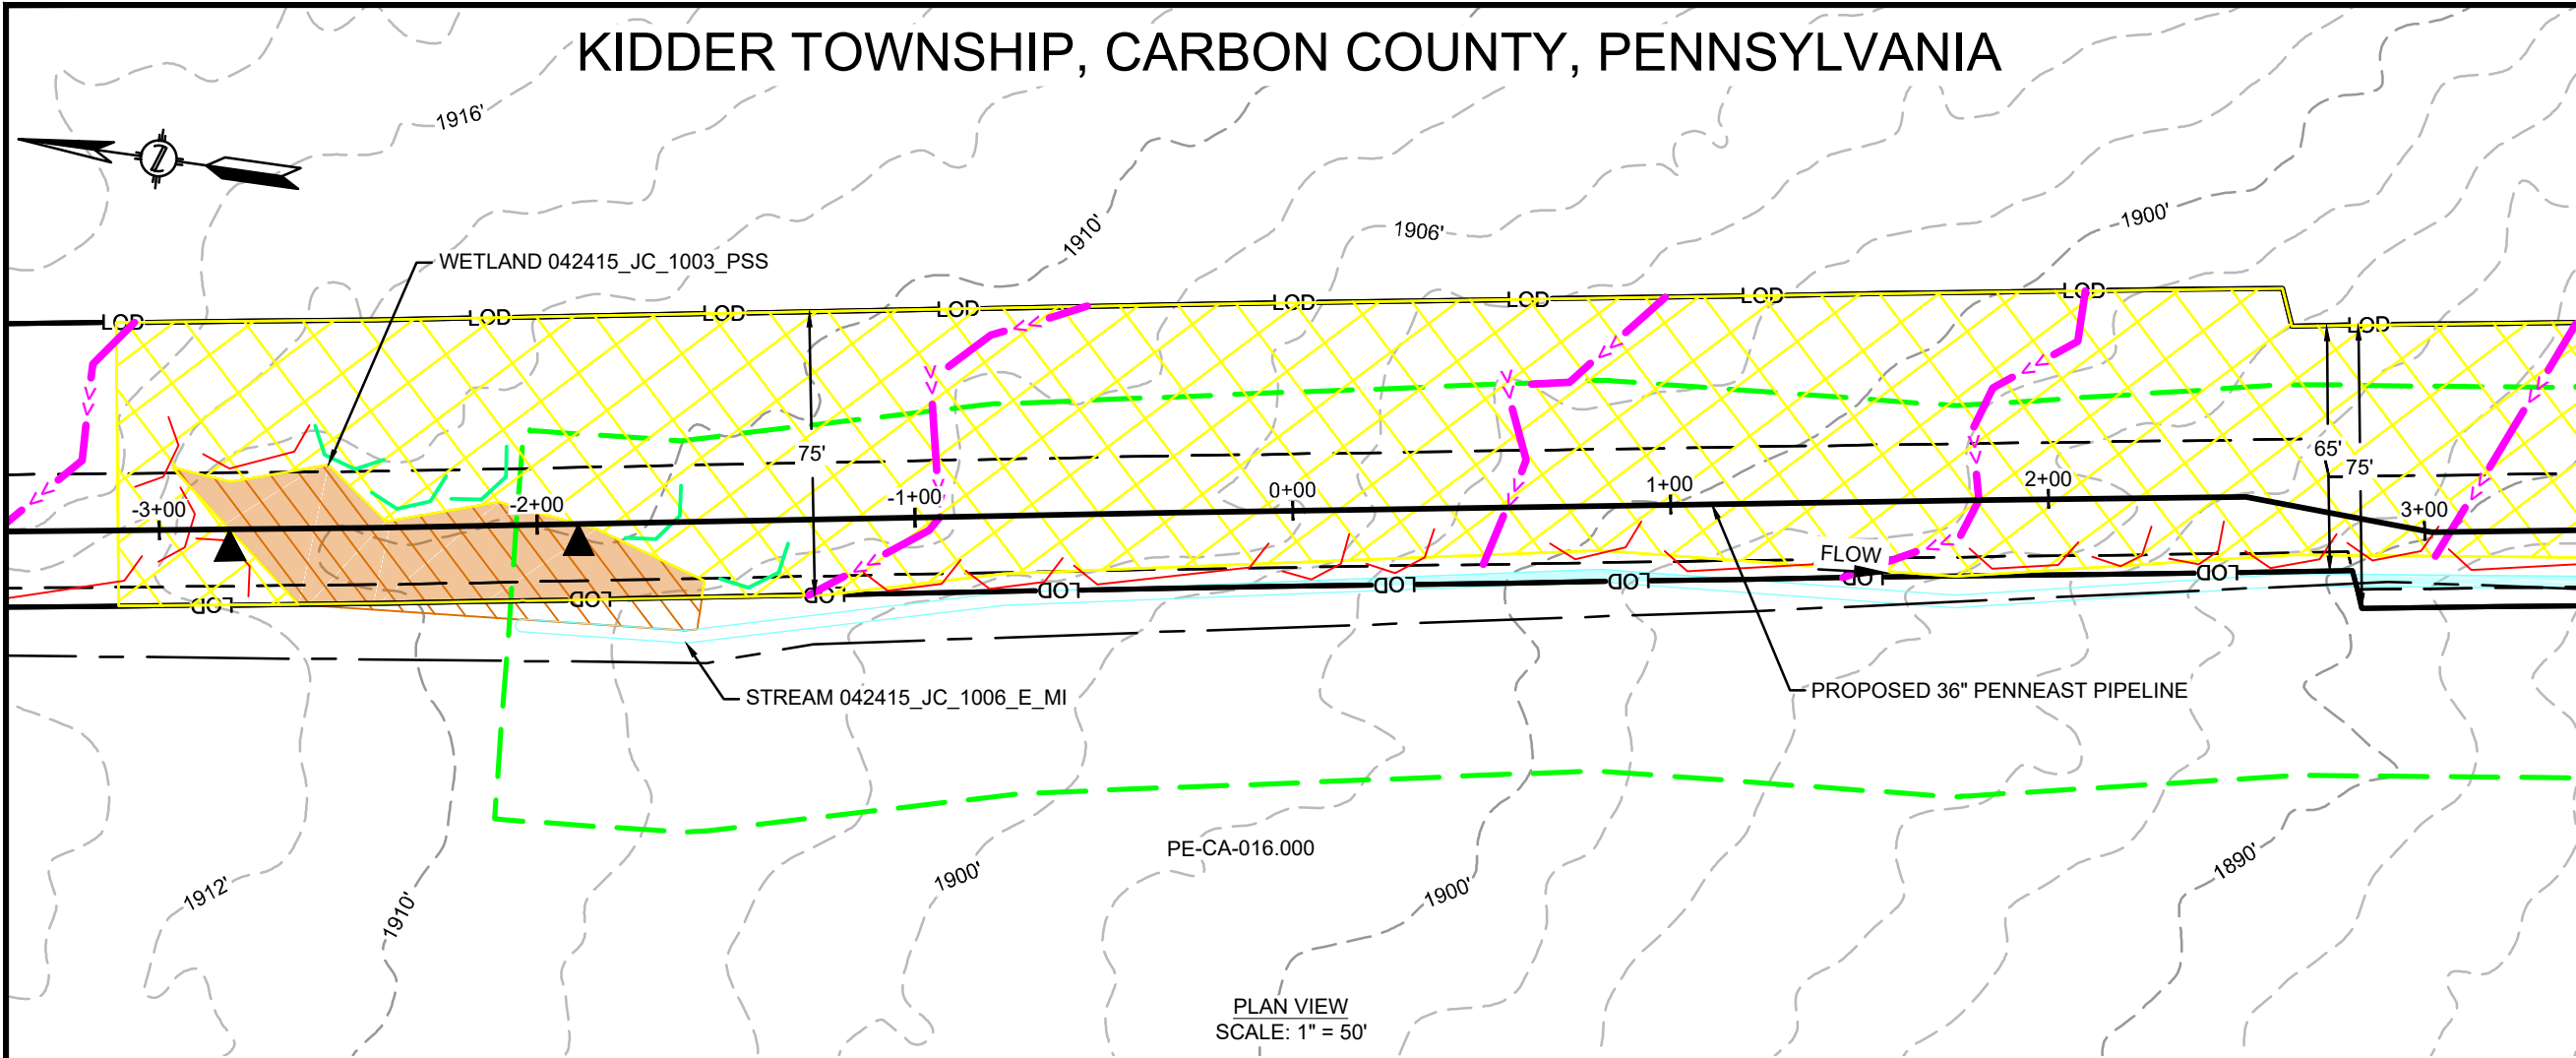 KIDDER TOWNSHIP, CARBON COUNTY, PENNSYLVANIA
1916'
Z
1910'
1906'
1900'
WETLAND 042415_JC_1003_PSS
LOD LOD LOD LOD LOD LOD LOD LOD LOD
75'
65'
75'
-3+00 -2+00 -1+00 0+00 1+00 2+00 3+00
FLOW
LOD LOD LOD LOD LOD LOD LOD LOD
STREAM 042415_JC_1006_E_MI
PROPOSED 36" PENNEAST PIPELINE
PE-CA-016.000
1912'
1910'
1900'
1900'
1890'
PLAN VIEW
SCALE: 1" = 50'